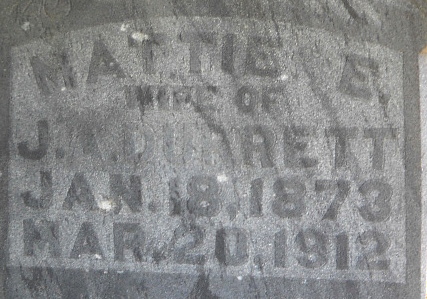 MATTIE E.
WIFE OF
DURRETT
JAN. 18, 1873
MAR. 20. 1912